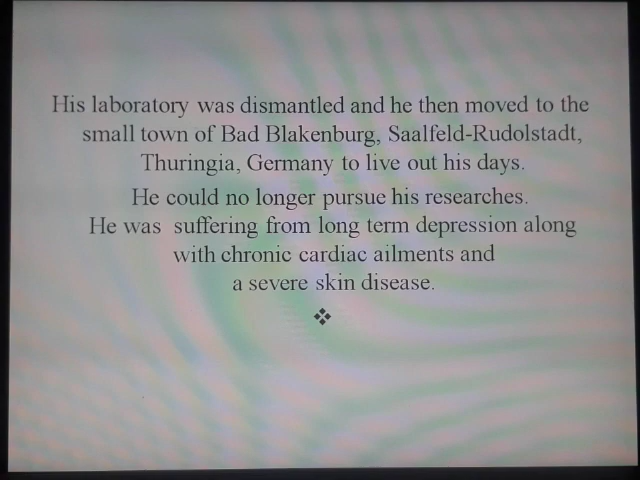 His laboratory was dismantled and he then moved to the
small town of Bad Blakenburg, Saalfeld-Rudolstadt,
Thuringia, Germany to live out his days.
He could no longer pursue his researches.
He was suffering from long term depression along
with chronic cardiac ailments and
a severe skin disease.